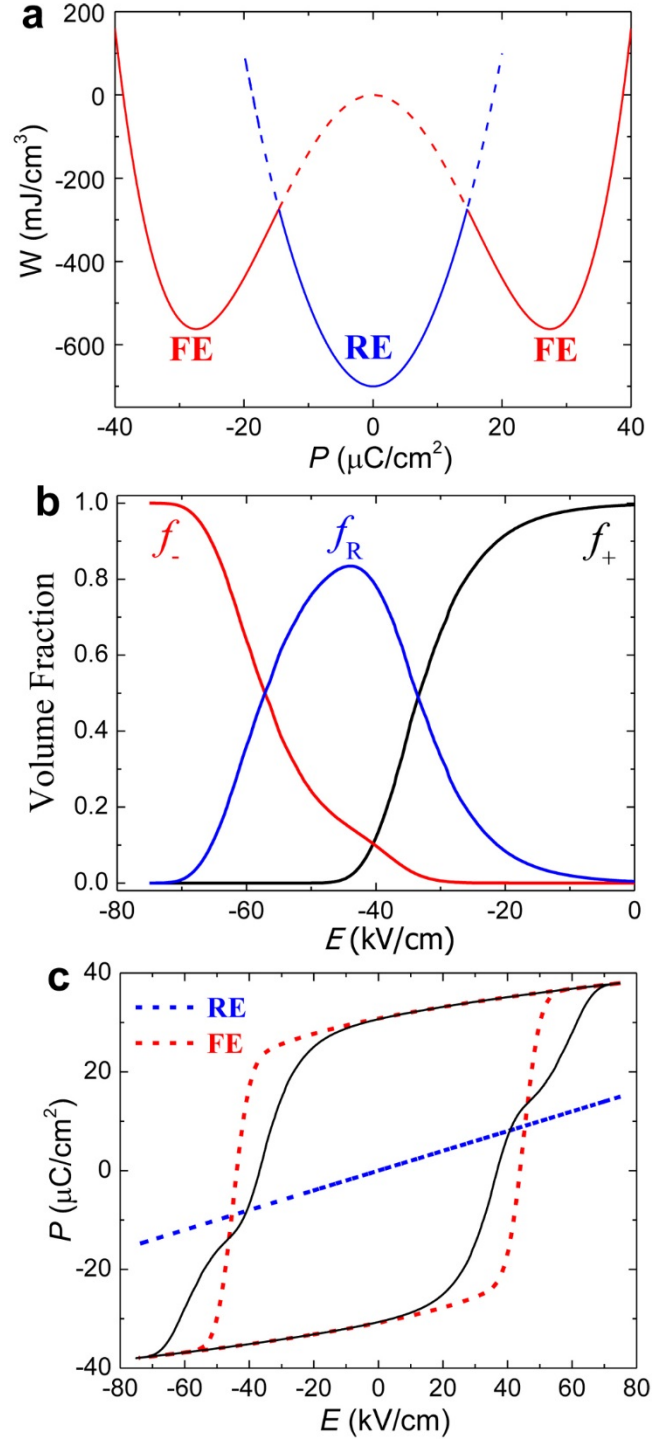 a
200
0
-200
-400
-600
W (mJ/cm³)
FE
RE
FE
-40 -20 0 20 40
P (μC/cm²)
b
1.0
0.8
0.6
0.4
0.2
0.0
Volume Fraction
f-
fR
f+
-80 -60 -40 -20 0
E (kV/cm)
c
40
20
0
-20
-40
P (μC/cm²)
RE
FE
-80 -60 -40 -20 0 20 40 60 80
E (kV/cm)